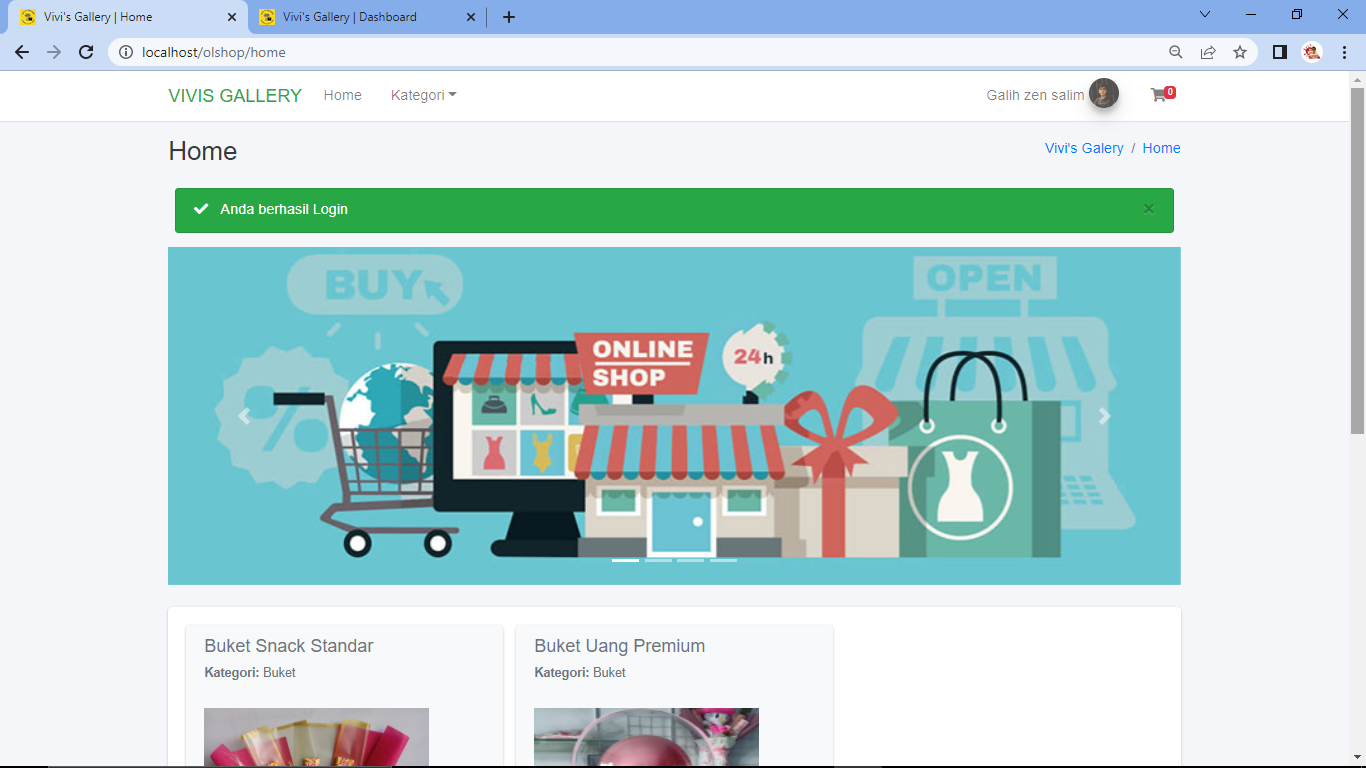 Vivi's Gallery | Home
Vivi's Gallery | Dashboard
localhost/olshop/home
VIVIS GALLERY Home Kategori Galih zen salim 0
Home
Vivi's Galery / Home
Anda berhasil Login ×
BUY
OPEN
%
ONLINE
SHOP
24h
Buket Snack Standar
Kategori: Buket
Buket Uang Premium
Kategori: Buket